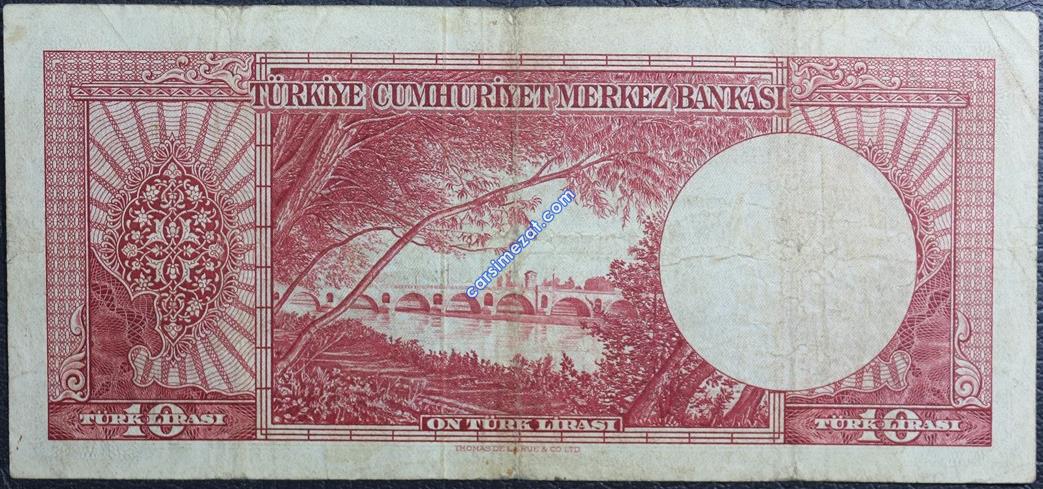 TÜRKİYE CUMHURİYET MERKEZ BANKASI
carsimezat.com
10
TÜRK LİRASI
ON TÜRK LİRASI
10
TÜRK LİRASI
THOMAS DE LA RUE & CO. LTD